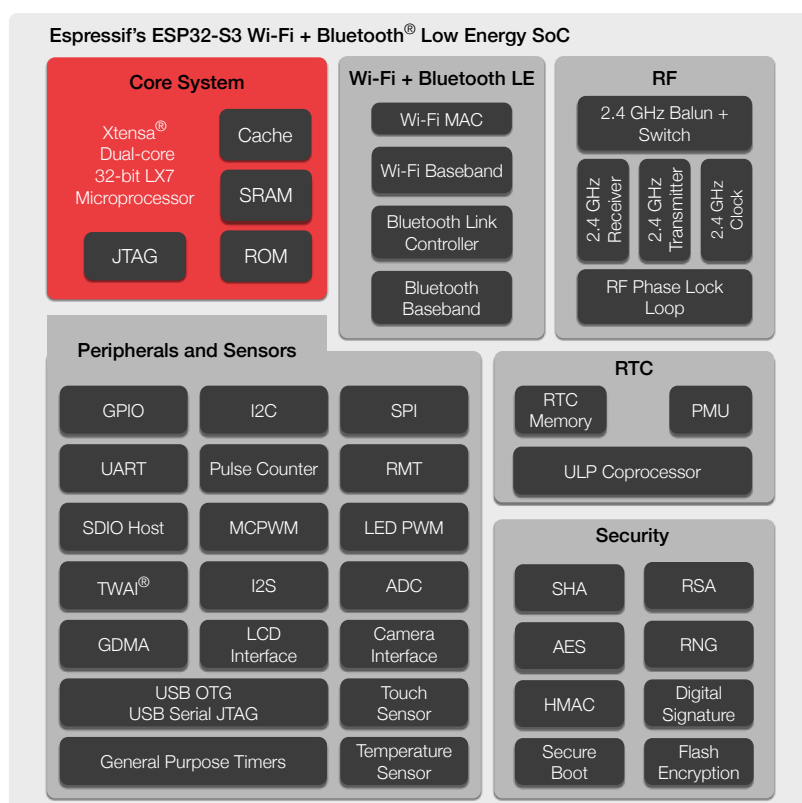 Espressif's ESP32-S3 Wi-Fi + Bluetooth® Low Energy SoC
Core System
Xtensa®
Dual-core
32-bit LX7
Microprocessor
Cache
SRAM
JTAG
ROM
Wi-Fi + Bluetooth LE
Wi-Fi MAC
Wi-Fi Baseband
Bluetooth Link
Controller
Bluetooth
Baseband
RF
2.4 GHz Balun +
Switch
2.4 GHz
Receiver
2.4 GHz
Transmitter
2.4 GHz
Clock
RF Phase Lock
Loop
Peripherals and Sensors
GPIO
I2C
SPI
UART
Pulse Counter
RMT
SDIO Host
MCPWM
LED PWM
TWAI®
I2S
ADC
GDMA
LCD
Interface
Camera
Interface
USB OTG
USB Serial JTAG
Touch
Sensor
General Purpose Timers
Temperature
Sensor
RTC
RTC
Memory
PMU
ULP Coprocessor
Security
SHA
RSA
AES
RNG
HMAC
Digital
Signature
Secure
Boot
Flash
Encryption